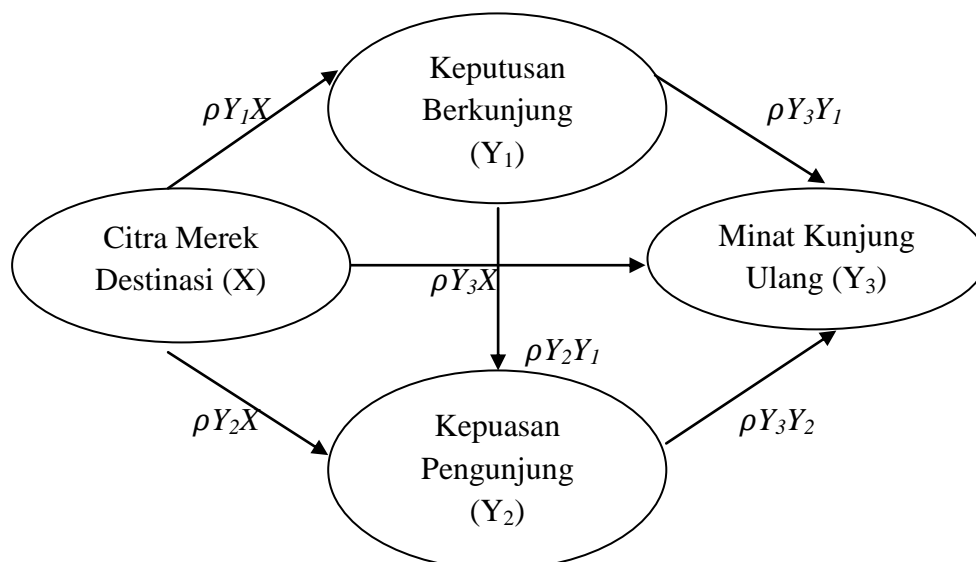 Keputusan
Berkunjung
(Y₁)
ρY₁X
ρY₃Y₁
Citra Merek
Destinasi (X)
Minat Kunjung
Ulang (Y₃)
ρY₃X
ρY₂Y₁
ρY₂X
ρY₃Y₂
Kepuasan
Pengunjung
(Y₂)